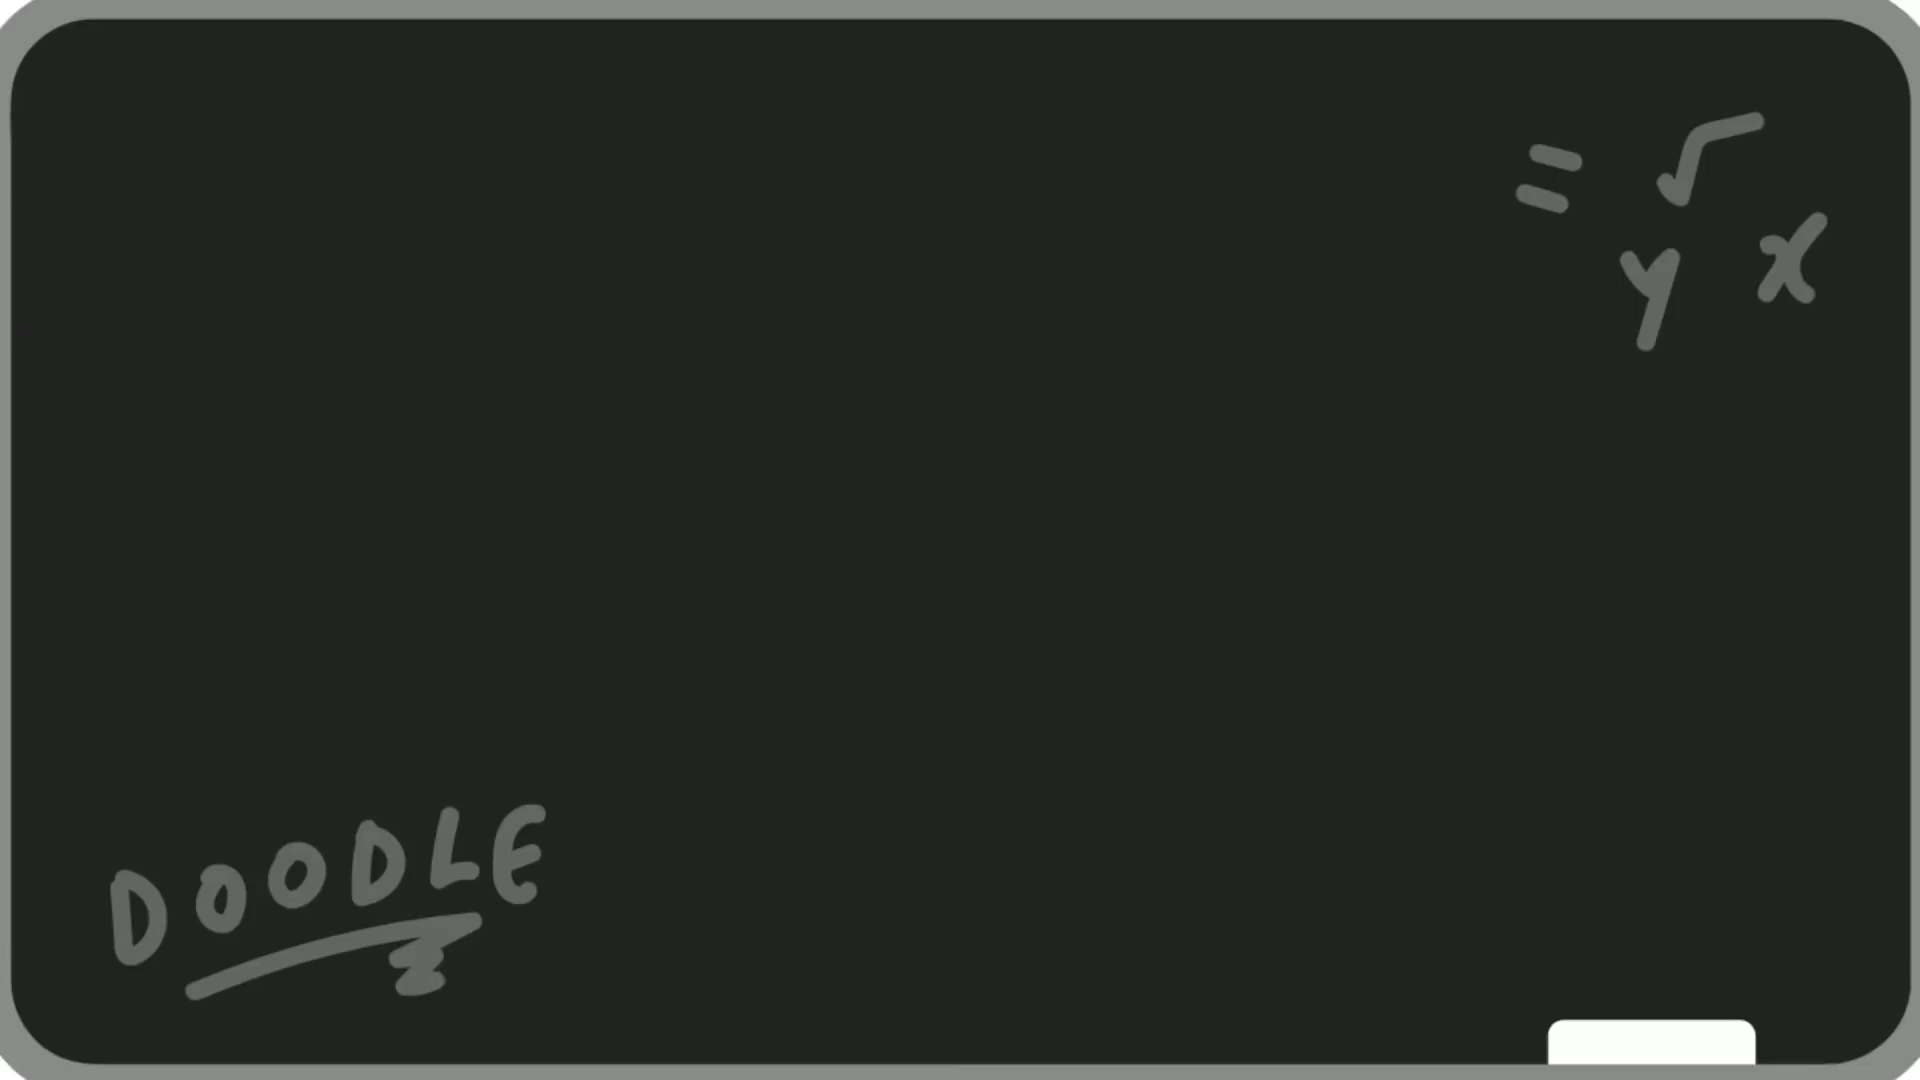 = √
y x
DOODLE